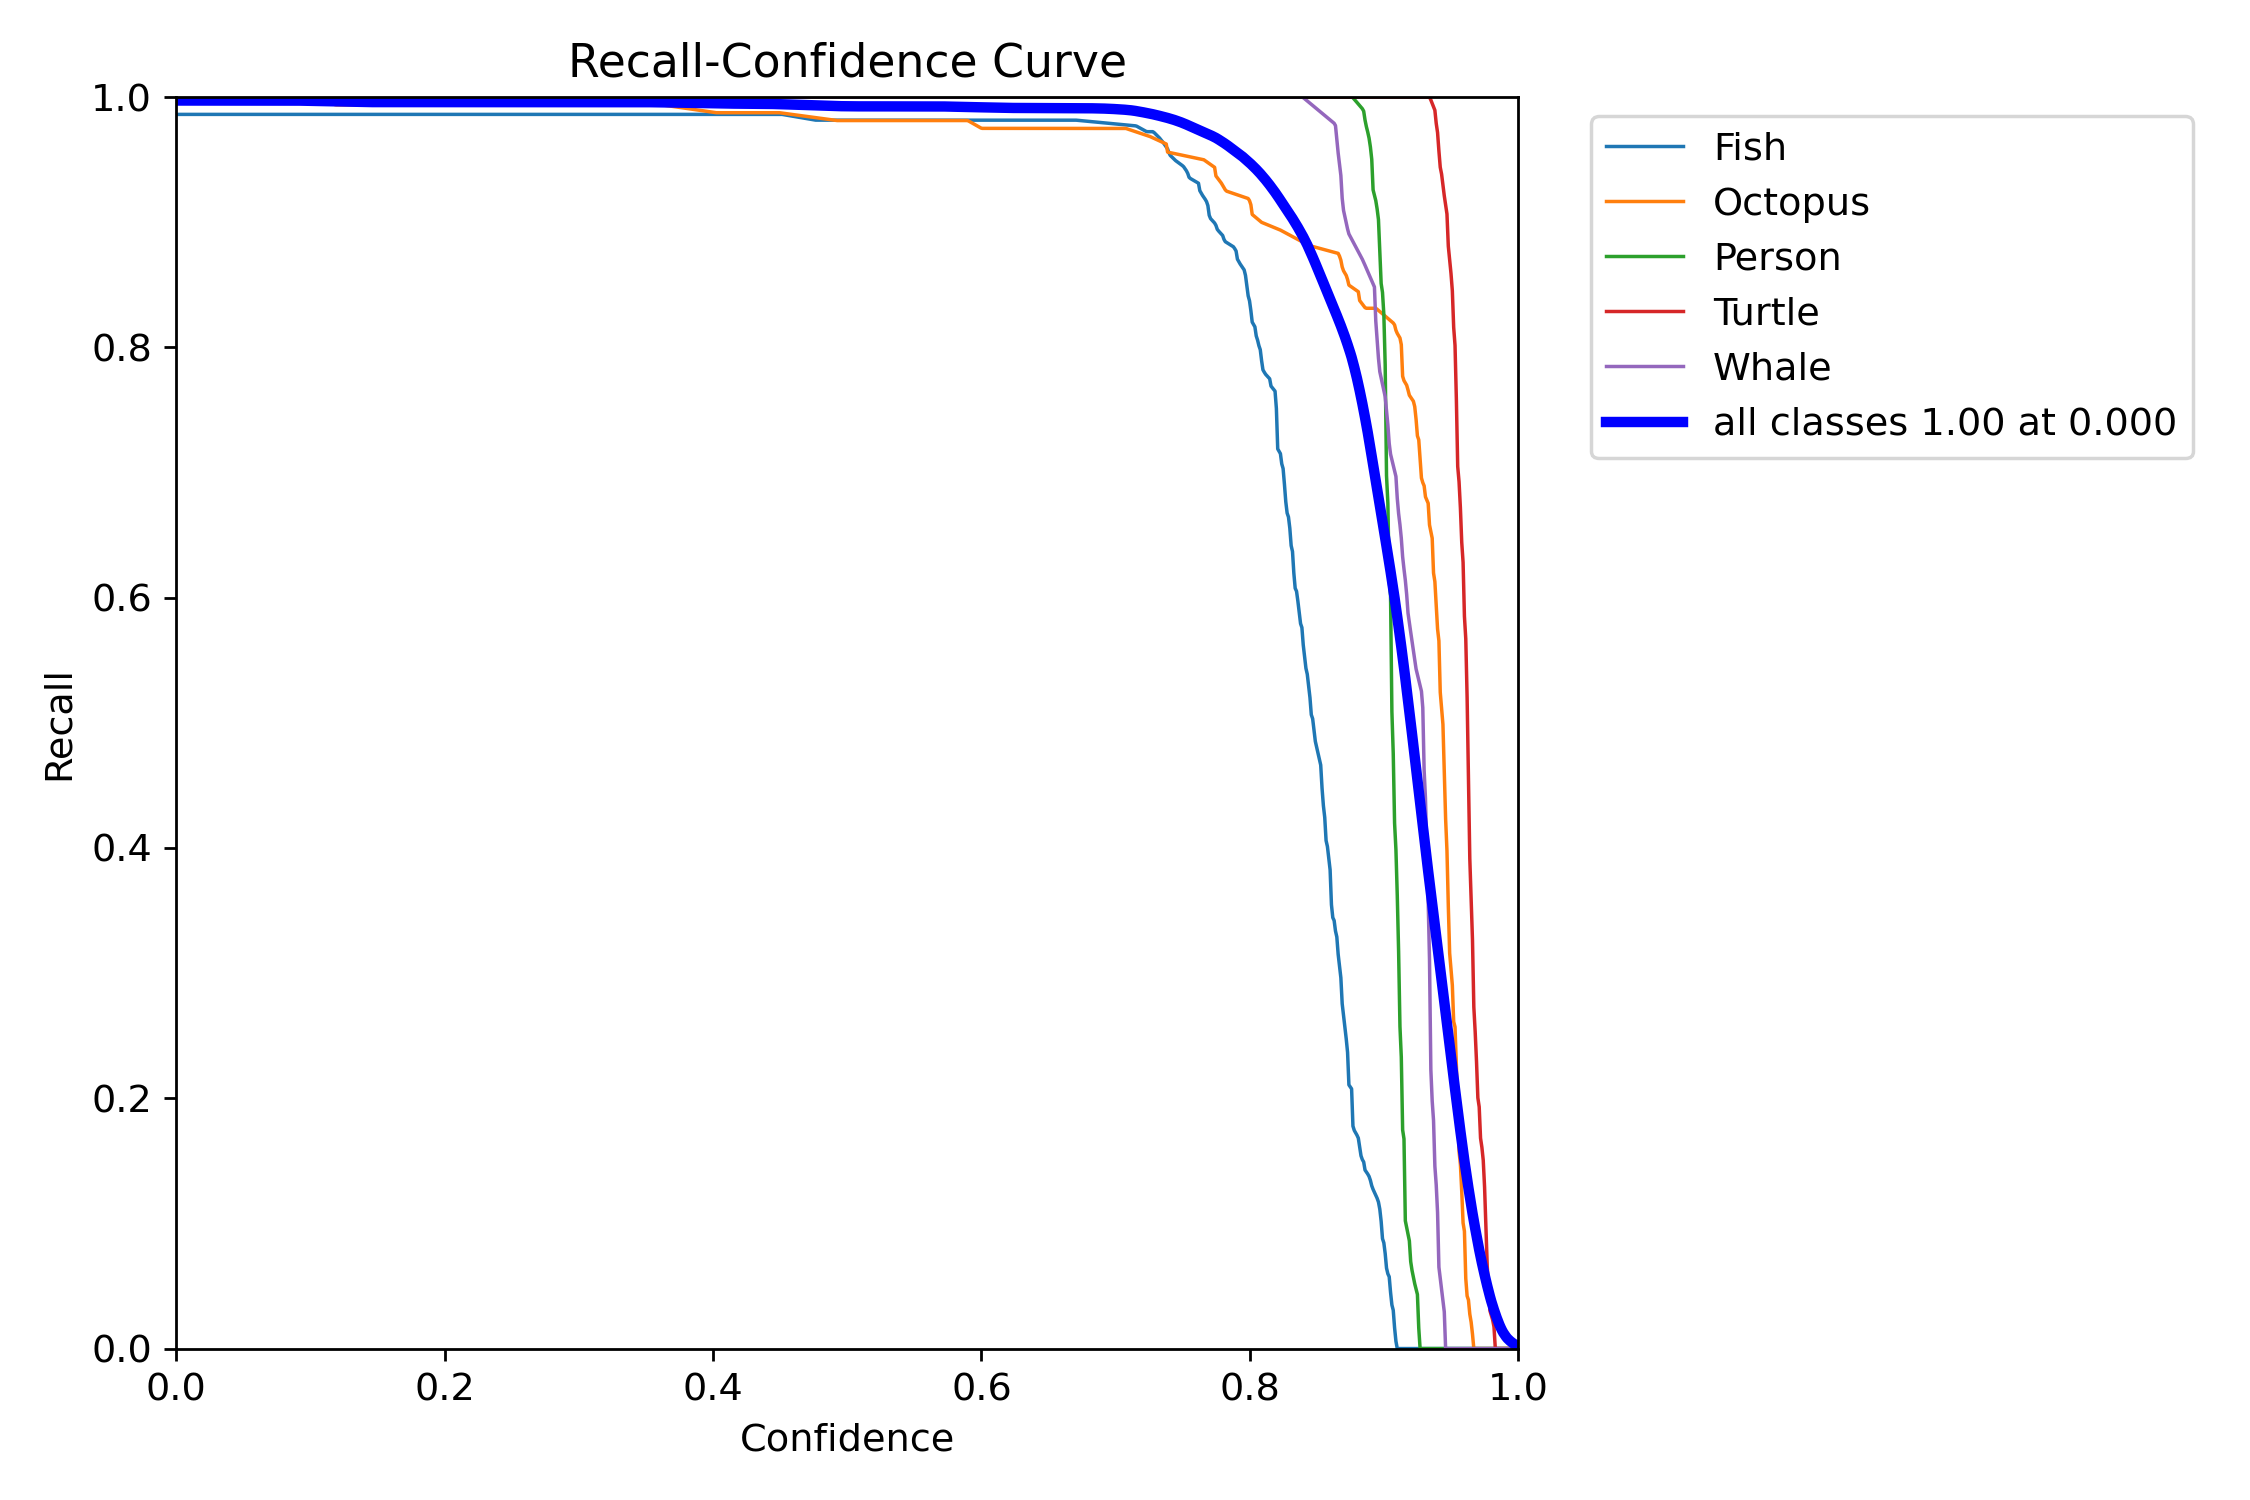 Recall-Confidence Curve
1.0
0.8
0.6
0.4
0.2
0.0
Recall
0.0 0.2 0.4 0.6 0.8 1.0
Confidence
Fish
Octopus
Person
Turtle
Whale
all classes 1.00 at 0.000